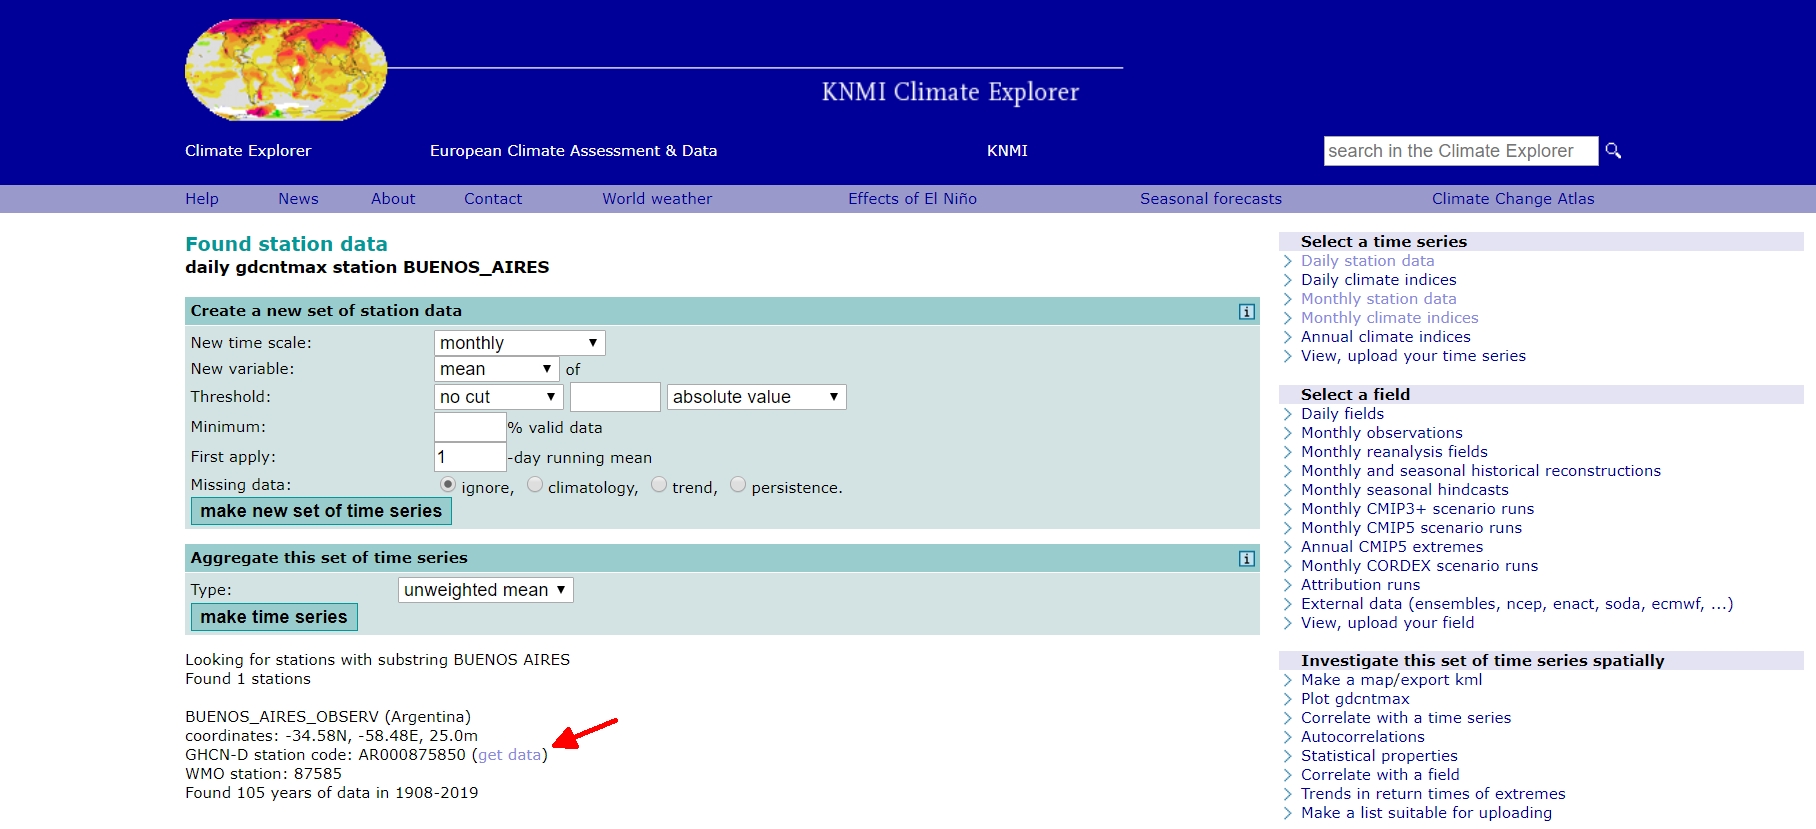 KNMI Climate Explorer
Climate Explorer European Climate Assessment & Data KNMI search in the Climate Explorer
Help News About Contact World weather Effects of El Niño Seasonal forecasts Climate Change Atlas
Found station data
daily gdcntmax station BUENOS_AIRES
Create a new set of station data i
New time scale: monthly
New variable: mean of
Threshold: no cut absolute value
Minimum: % valid data
First apply: 1 -day running mean
Missing data: ignore, climatology, trend, persistence.
make new set of time series
Aggregate this set of time series i
Type: unweighted mean
make time series
Looking for stations with substring BUENOS AIRES
Found 1 stations
BUENOS_AIRES_OBSERV (Argentina)
coordinates: -34.58N, -58.48E, 25.0m
GHCN-D station code: AR000875850 (get data)
WMO station: 87585
Found 105 years of data in 1908-2019
Select a time series
Daily station data
Daily climate indices
Monthly station data
Monthly climate indices
Annual climate indices
View, upload your time series
Select a field
Daily fields
Monthly observations
Monthly reanalysis fields
Monthly and seasonal historical reconstructions
Monthly seasonal hindcasts
Monthly CMIP3+ scenario runs
Monthly CMIP5 scenario runs
Annual CMIP5 extremes
Monthly CORDEX scenario runs
Attribution runs
External data (ensembles, ncep, enact, soda, ecmwf, ...)
View, upload your field
Investigate this set of time series spatially
Make a map/export kml
Plot gdcntmax
Correlate with a time series
Autocorrelations
Statistical properties
Correlate with a field
Trends in return times of extremes
Make a list suitable for uploading